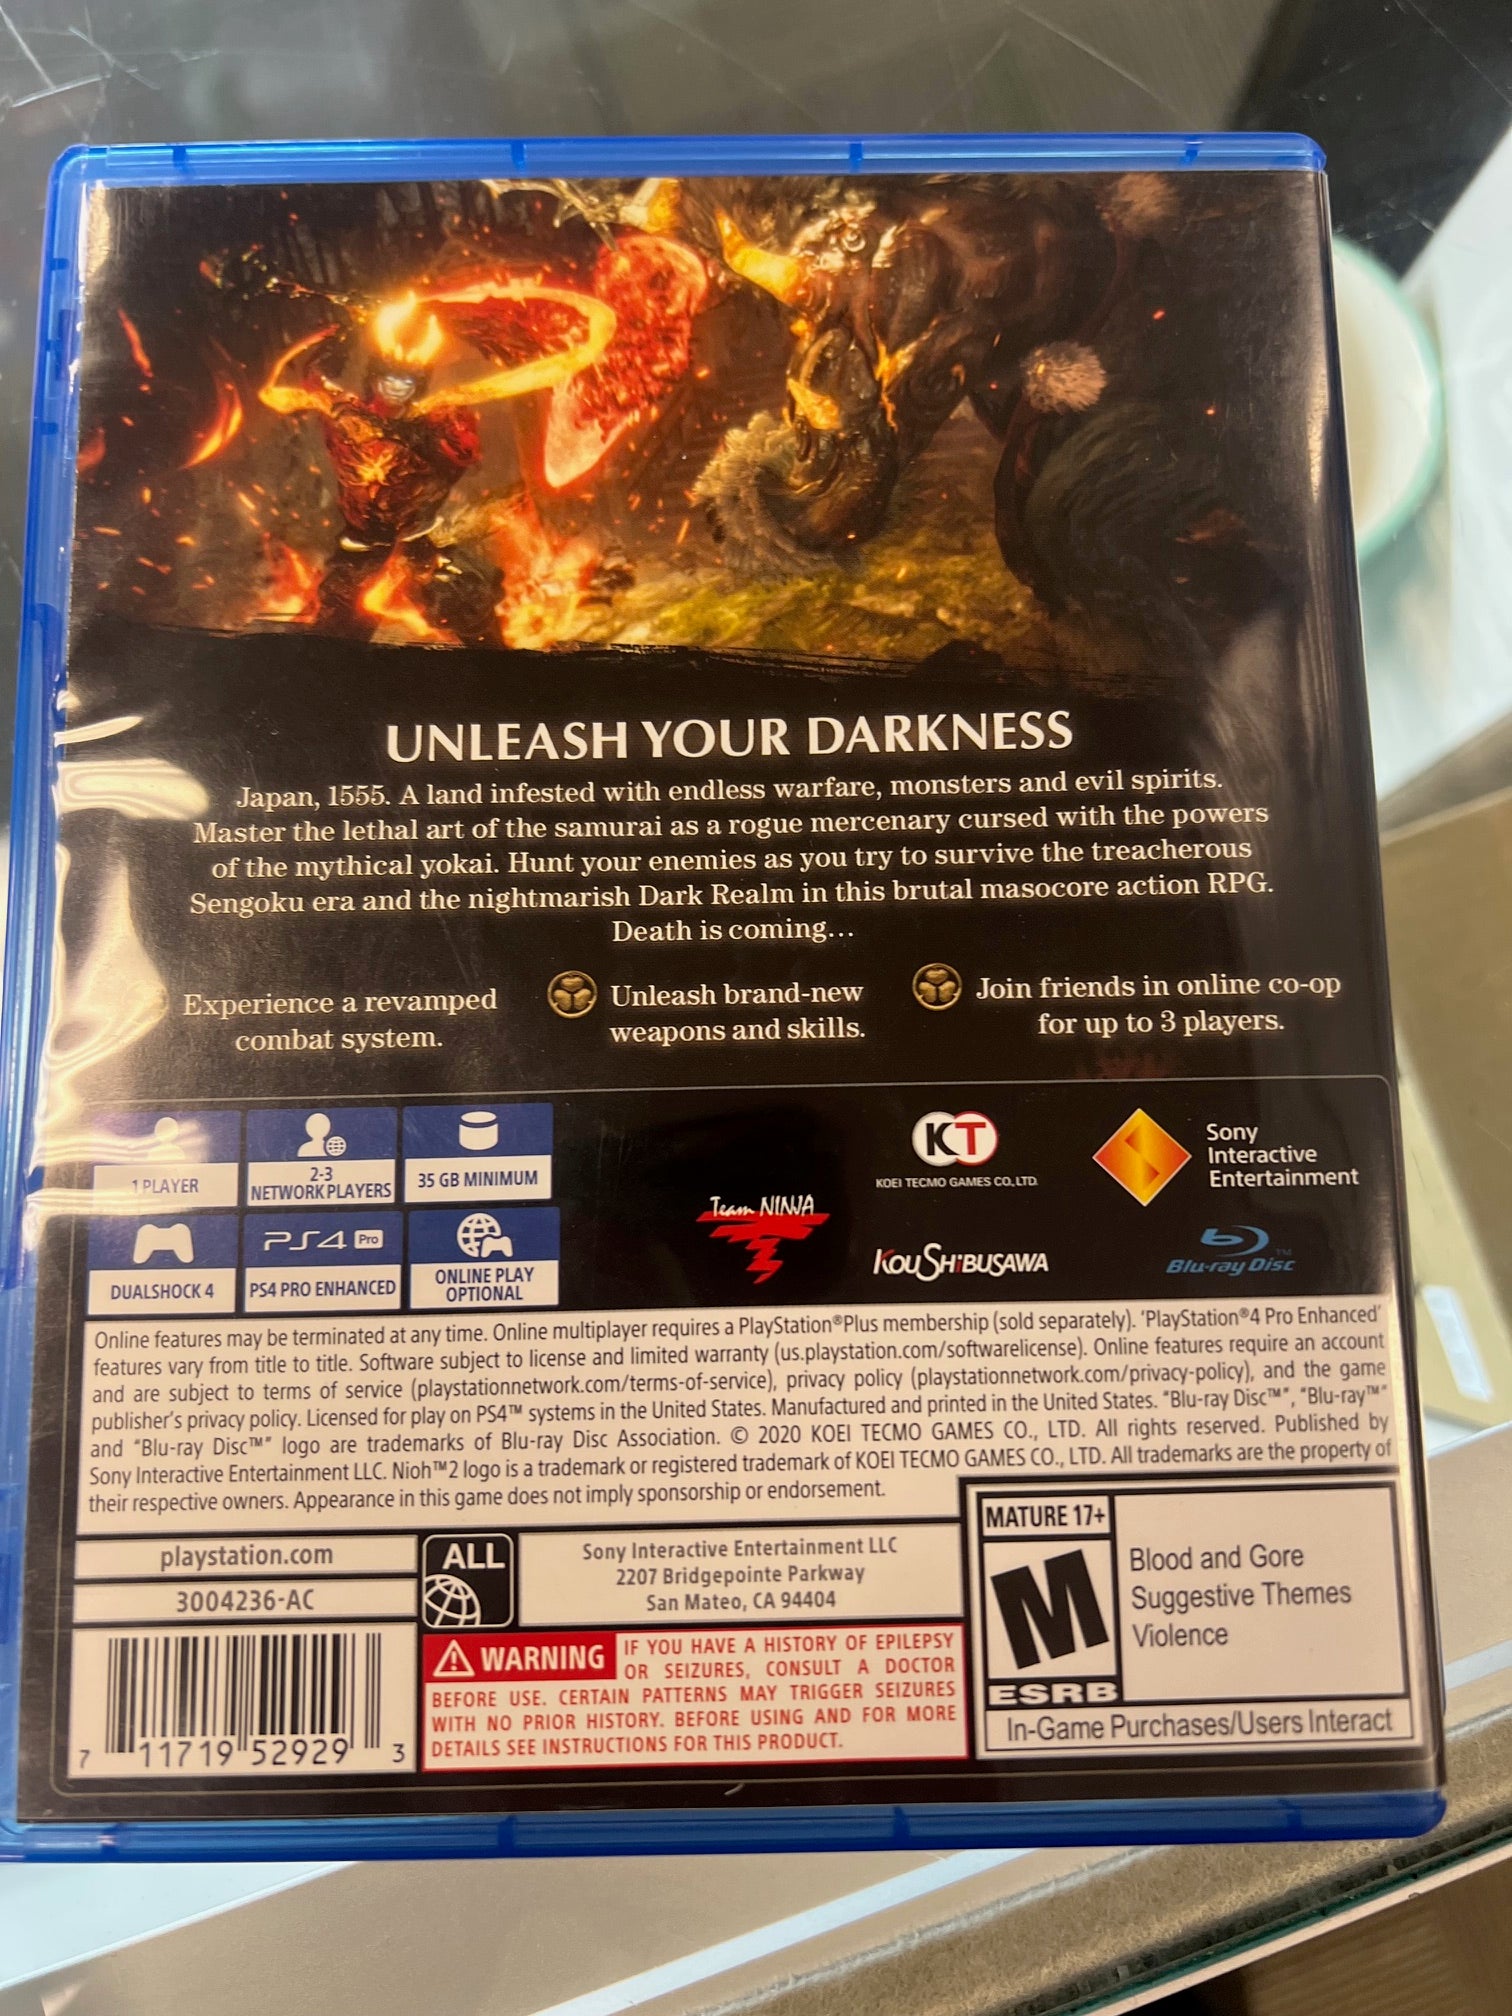 UNLEASH YOUR DARKNESS
Japan, 1555. A land infested with endless warfare, monsters and evil spirits.
Master the lethal art of the samurai as a rogue mercenary cursed with the powers
of the mythical yokai. Hunt your enemies as you try to survive the treacherous
Sengoku era and the nightmarish Dark Realm in this brutal masocore action RPG.
Death is coming...
Experience a revamped
combat system.
Unleash brand-new
weapons and skills.
Join friends in online co-op
for up to 3 players.
1 PLAYER
2-3
NETWORK PLAYERS
35 GB MINIMUM
DUALSHOCK 4
PS4 Pro
PS4 PRO ENHANCED
ONLINE PLAY
OPTIONAL
Team NINJA
KT
KOEI TECMO GAMES CO., LTD.
KOU SHIBUSAWA
Sony
Interactive
Entertainment
Blu-ray Disc™
Online features may be terminated at any time. Online multiplayer requires a PlayStation®Plus membership (sold separately). 'PlayStation®4 Pro Enhanced'
features vary from title to title. Software subject to license and limited warranty (us.playstation.com/softwarelicense). Online features require an account
and are subject to terms of service (playstationnetwork.com/terms-of-service), privacy policy (playstationnetwork.com/privacy-policy), and the game
publisher's privacy policy. Licensed for play on PS4™ systems in the United States. Manufactured and printed in the United States. "Blu-ray Disc™", "Blu-ray™"
and "Blu-ray Disc™" logo are trademarks of Blu-ray Disc Association. © 2020 KOEI TECMO GAMES CO., LTD. All rights reserved. Published by
Sony Interactive Entertainment LLC. Nioh™2 logo is a trademark or registered trademark of KOEI TECMO GAMES CO., LTD. All trademarks are the property of
their respective owners. Appearance in this game does not imply sponsorship or endorsement.
playstation.com
3004236-AC
ALL
Sony Interactive Entertainment LLC
2207 Bridgepointe Parkway
San Mateo, CA 94404
7 11719 52929 3
WARNING IF YOU HAVE A HISTORY OF EPILEPSY
OR SEIZURES, CONSULT A DOCTOR
BEFORE USE. CERTAIN PATTERNS MAY TRIGGER SEIZURES
WITH NO PRIOR HISTORY. BEFORE USING AND FOR MORE
DETAILS SEE INSTRUCTIONS FOR THIS PRODUCT.
MATURE 17+
M
ESRB
Blood and Gore
Suggestive Themes
Violence
In-Game Purchases/Users Interact